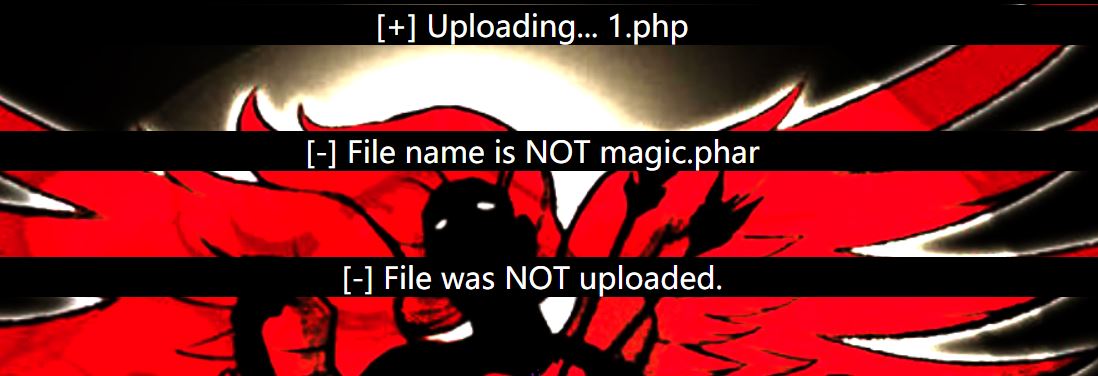 [+] Uploading... 1.php
[-] File name is NOT magic.phar
[-] File was NOT uploaded.